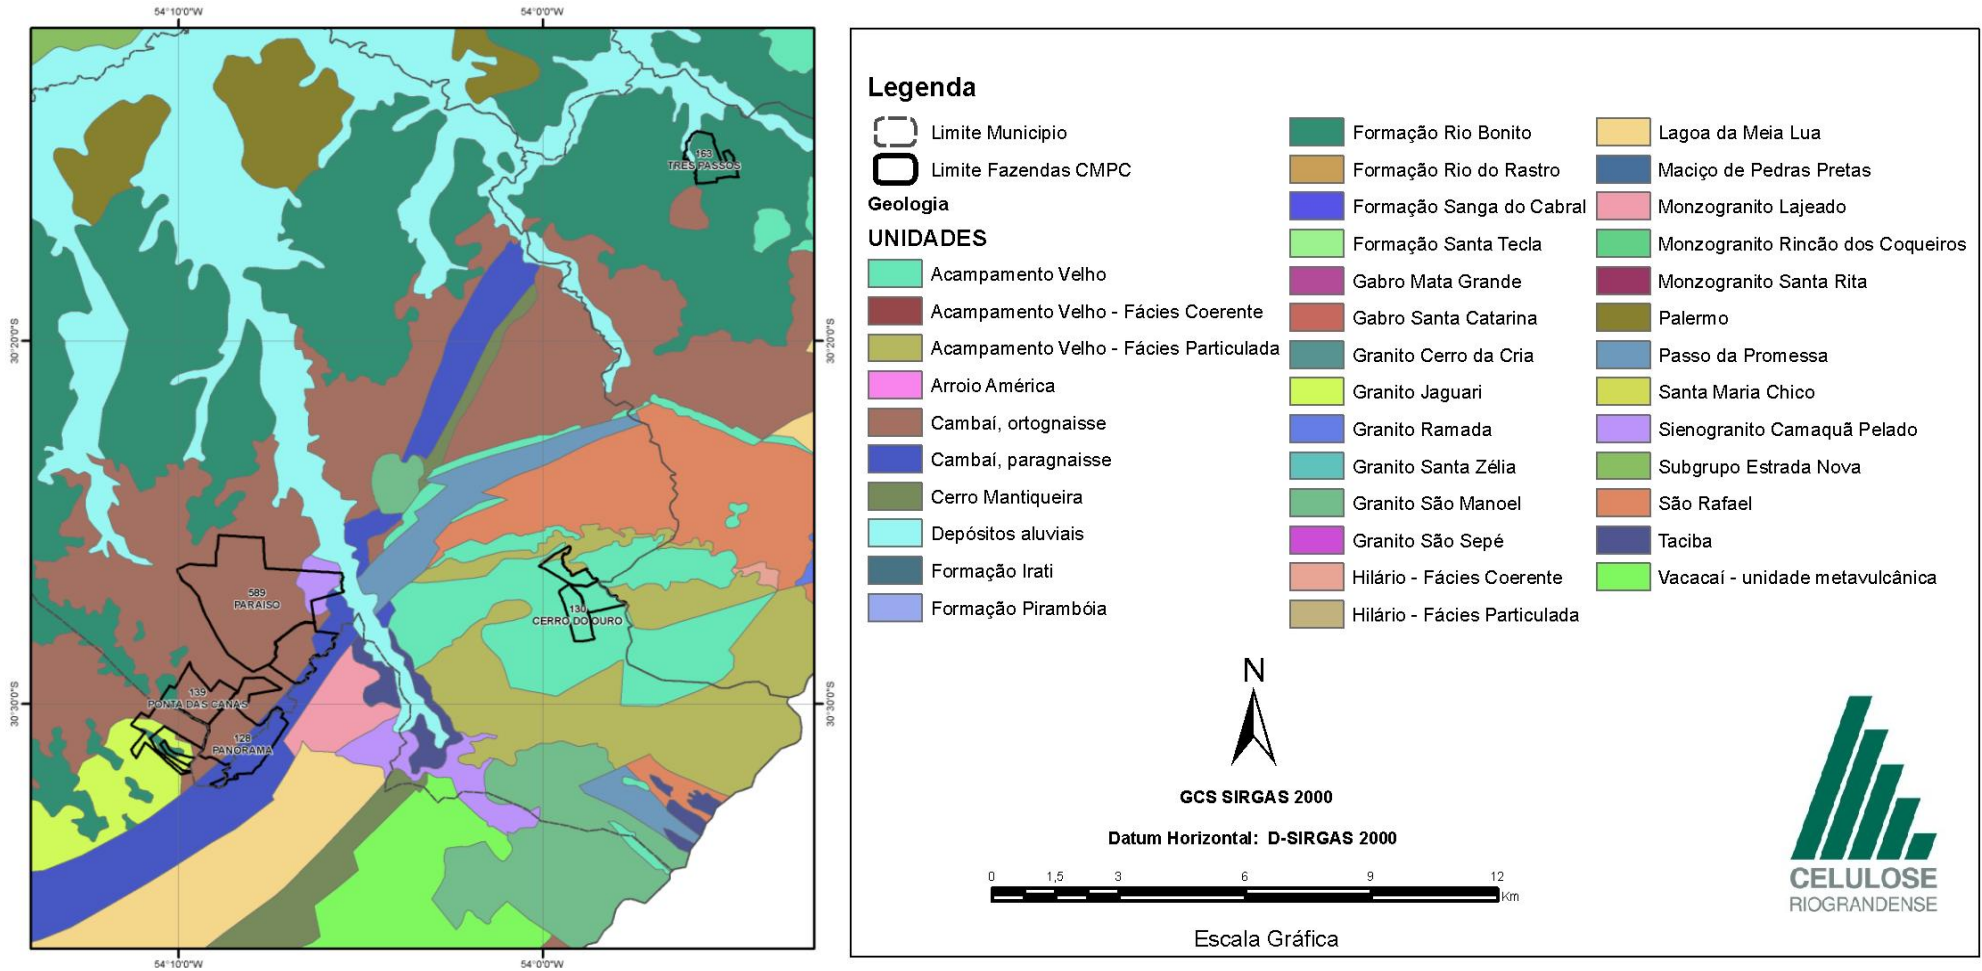 54°10'0"W
54°0'0"W
30°20'0"S
30°20'0"S
30°30'0"S
30°30'0"S
163
TRES PASSOS
589
PARAISO
130
CERRO DO OURO
139
PONTA DAS CANAS
128
PANORAMA
54°10'0"W
54°0'0"W
Legenda
Limite Municipio
Limite Fazendas CMPC
Geologia
UNIDADES
Acampamento Velho
Acampamento Velho - Fácies Coerente
Acampamento Velho - Fácies Particulada
Arroio América
Cambaí, ortognaisse
Cambaí, paragnaisse
Cerro Mantiqueira
Depósitos aluviais
Formação Irati
Formação Pirambóia
Formação Rio Bonito
Formação Rio do Rastro
Formação Sanga do Cabral
Formação Santa Tecla
Gabro Mata Grande
Gabro Santa Catarina
Granito Cerro da Cria
Granito Jaguari
Granito Ramada
Granito Santa Zélia
Granito São Manoel
Granito São Sepé
Hilário - Fácies Coerente
Hilário - Fácies Particulada
Lagoa da Meia Lua
Maciço de Pedras Pretas
Monzogranito Lajeado
Monzogranito Rincão dos Coqueiros
Monzogranito Santa Rita
Palermo
Passo da Promessa
Santa Maria Chico
Sienogranito Camaquã Pelado
Subgrupo Estrada Nova
São Rafael
Taciba
Vacacaí - unidade metavulcânica
N
GCS SIRGAS 2000
Datum Horizontal: D-SIRGAS 2000
0 1,5 3 6 9 12
Km
Escala Gráfica
CELULOSE
RIOGRANDENSE